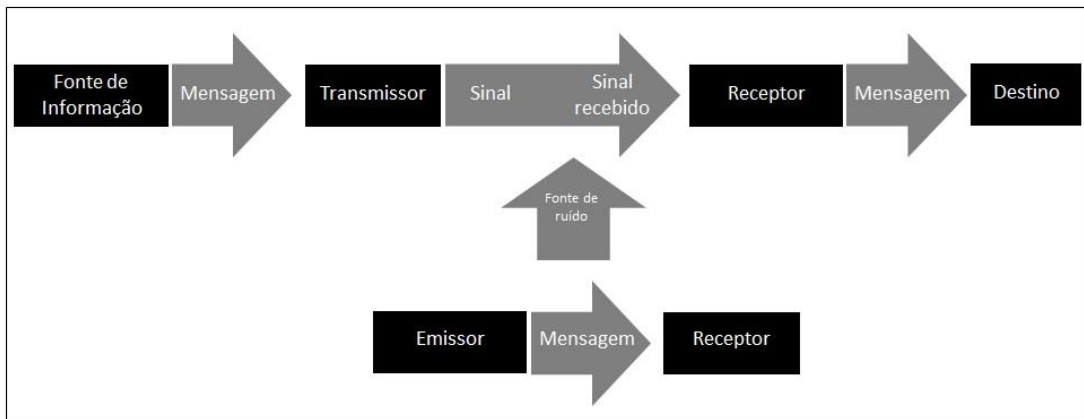 Fonte de
Informação
Mensagem
Transmissor
Sinal
Sinal
recebido
Receptor
Mensagem
Destino
Fonte de
ruído
Emissor
Mensagem
Receptor